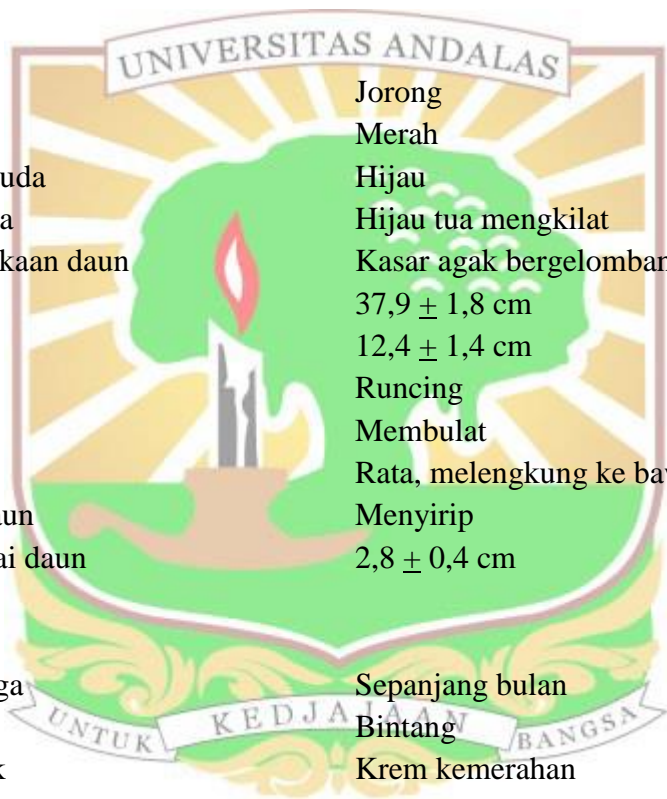 UNIVERSITAS ANDALAS
Jorong
Merah
uda Hijau
a Hijau tua mengkilat
kaan daun Kasar agak bergelomban
37,9 ± 1,8 cm
12,4 ± 1,4 cm
Runcing
Membulat
Rata, melengkung ke baw
un Menyirip
ai daun 2,8 ± 0,4 cm
ga Sepanjang bulan
Bintang
k Krem kemerahan
UNTUK KEDJAJAAN BANGSA